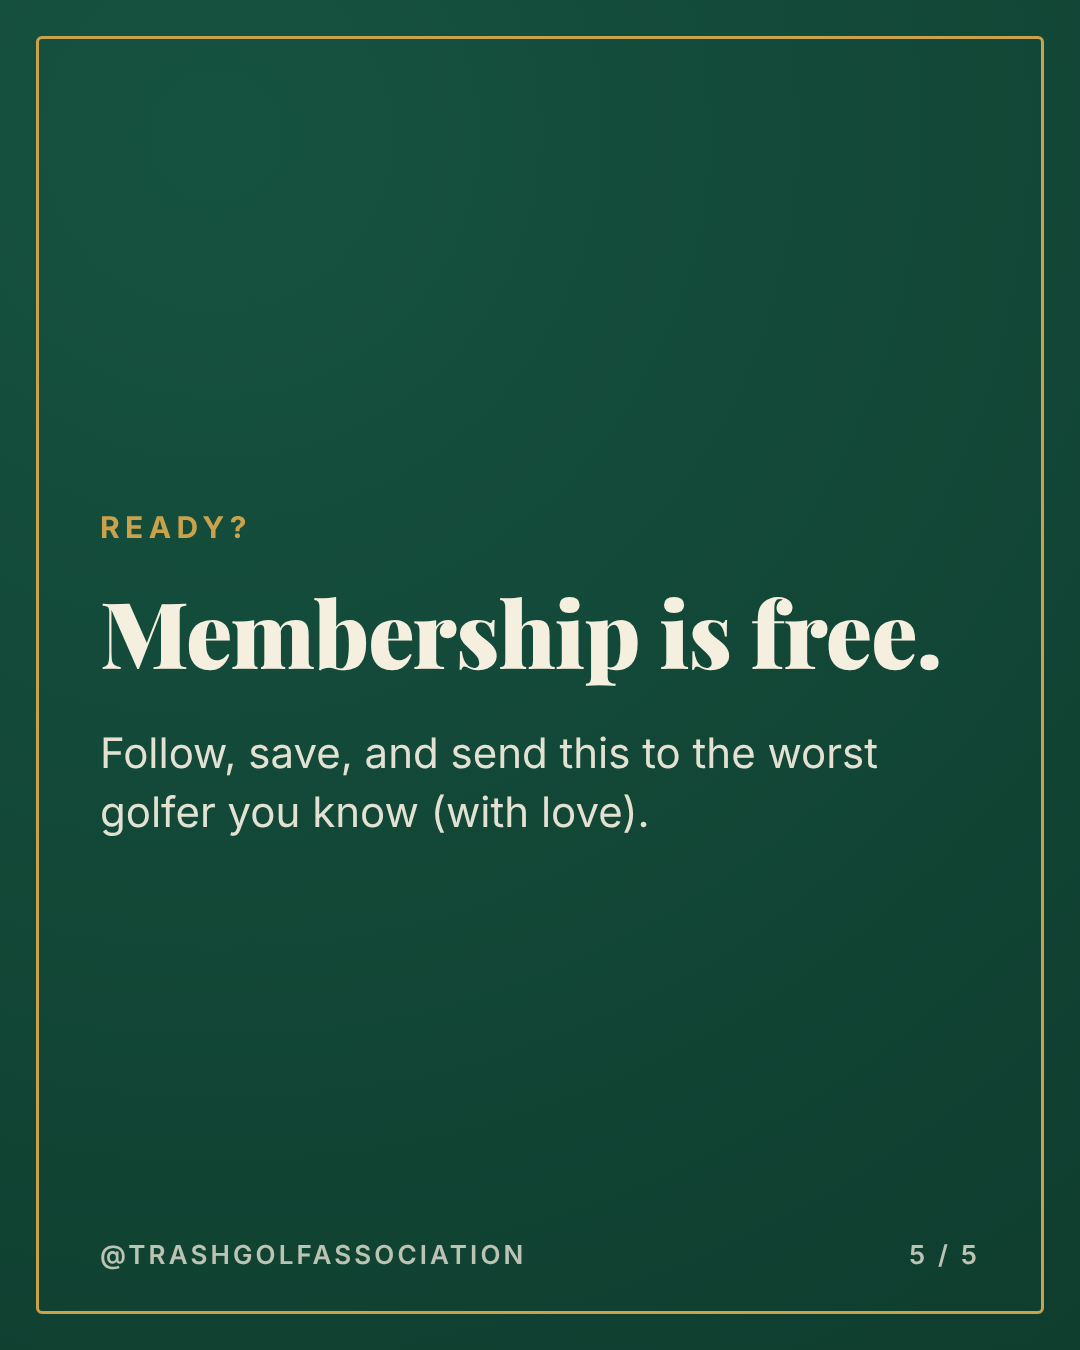 READY?
Membership is free.
Follow, save, and send this to the worst
golfer you know (with love).
@TRASHGOLFASSOCIATION
5 / 5